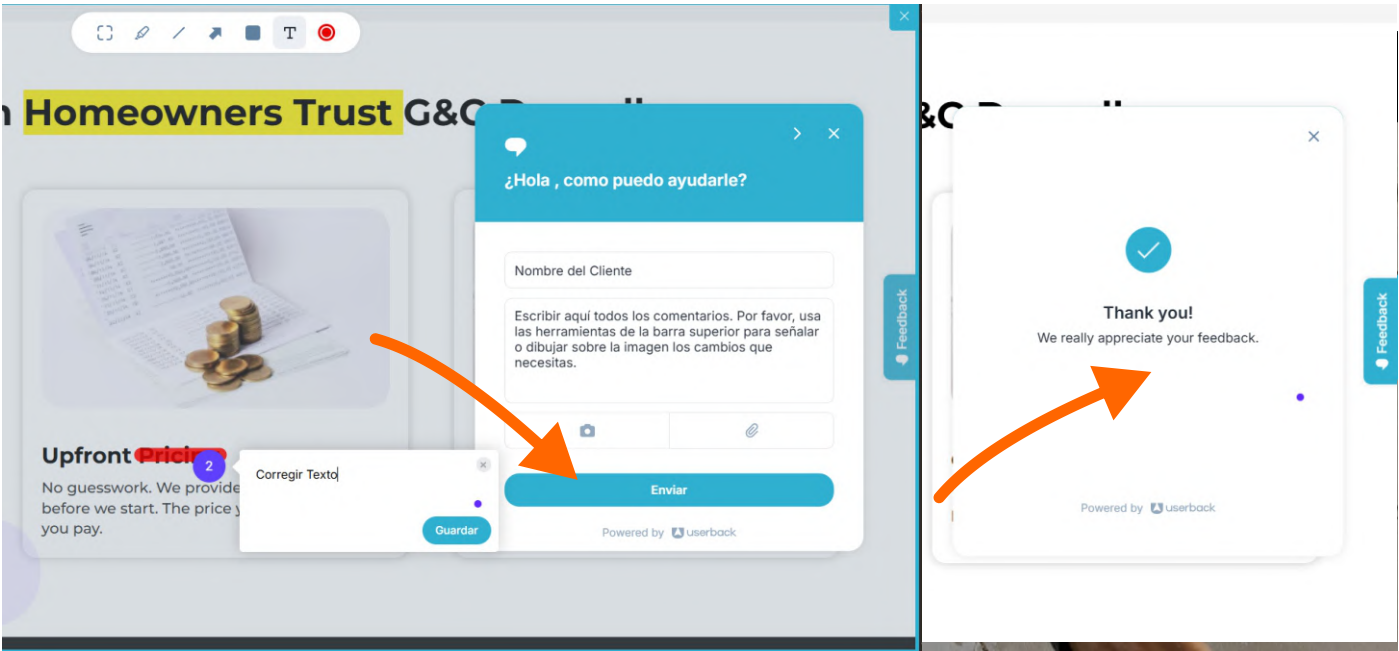 T
Homeowners Trust G&C
¿Hola , como puedo ayudarle?
Nombre del Cliente
Escribir aquí todos los comentarios. Por favor, usa
las herramientas de la barra superior para señalar
o dibujar sobre la imagen los cambios que
necesitas.
Feedback
Enviar
Powered by userback
Upfront Pricing
2
No guesswork. We provide
before we start. The price y
you pay.
Corregir Texto
Guardar
&C
Thank you!
We really appreciate your feedback.
Feedback
Powered by userback